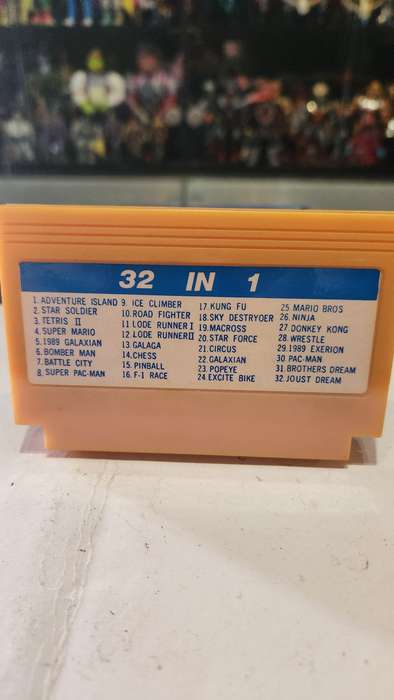 32 IN 1
1. ADVENTURE ISLAND
2. STAR SOLDIER
3. TETRIS II
4. SUPER MARIO
5. 1989 GALAXIAN
6. BOMBER MAN
7. BATTLE CITY
8. SUPER PAC-MAN
9. ICE CLIMBER
10. ROAD FIGHTER
11. LODE RUNNER I
12. LODE RUNNER II
13. GALAGA
14. CHESS
15. PINBALL
16. F-1 RACE
17. KUNG FU
18. SKY DESTRYOER
19. MACROSS
20. STAR FORCE
21. CIRCUS
22. GALAXIAN
23. POPEYE
24 EXCITE BIKE
25. MARIO BROS
26. NINJA
27. DONKEY KONG
28. WRESTLE
29. 1989 EXERION
30. PAC-MAN
31. BROTHERS DREAM
32. JOUST DREAM